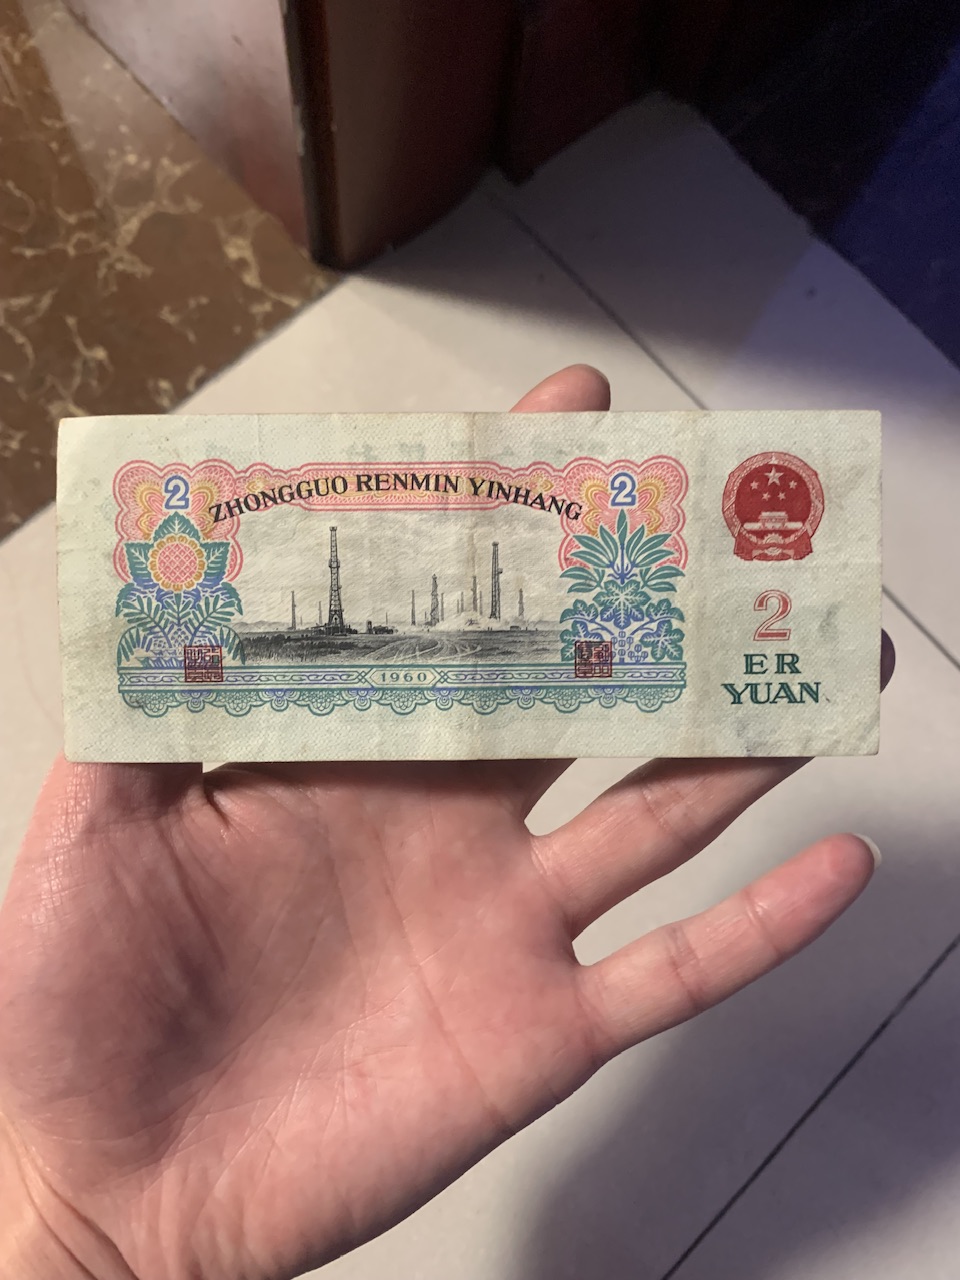 2
ZHONGGUO RENMIN YINHANG
2
1960
2
ER
YUAN